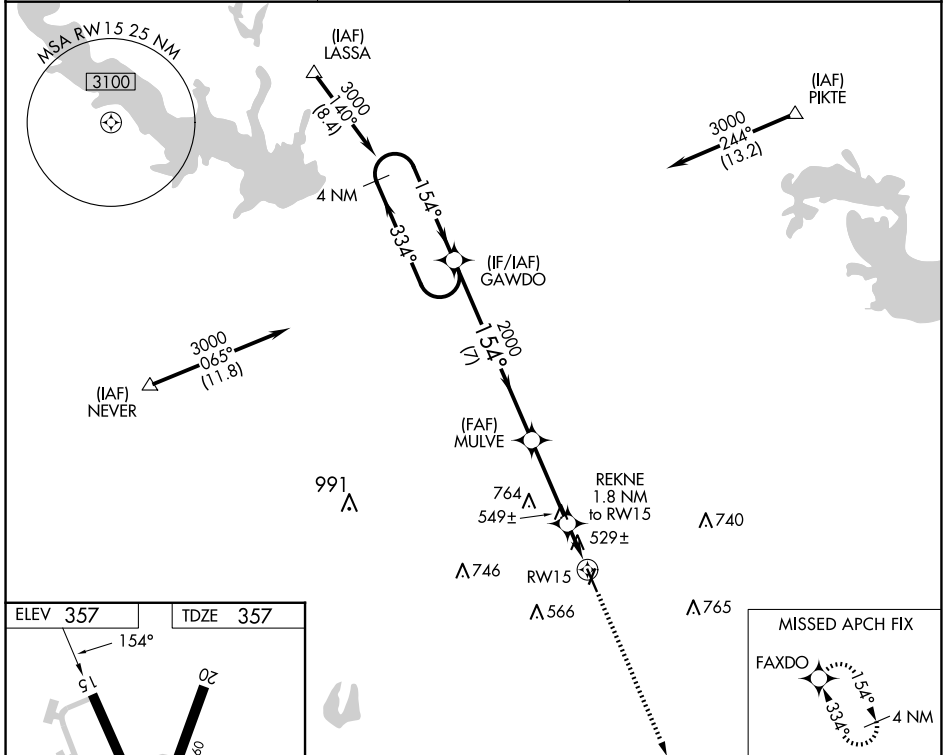 MSA RW15 25 NM
3100
(IAF)
LASSA
3000
140°
(8.4)
(IAF)
PIKTE
3000
244°
(13.2)
4 NM
154°
334°
(IF/IAF)
GAWDO
2000
154°
(7)
3000
065°
(11.8)
(IAF)
NEVER
(FAF)
MULVE
991
764
549±
REKNE
1.8 NM
to RW15
529±
740
746
RW15
566
765
ELEV 357
TDZE 357
154°
15
20
MISSED APCH FIX
FAXDO
154°
334°
4 NM